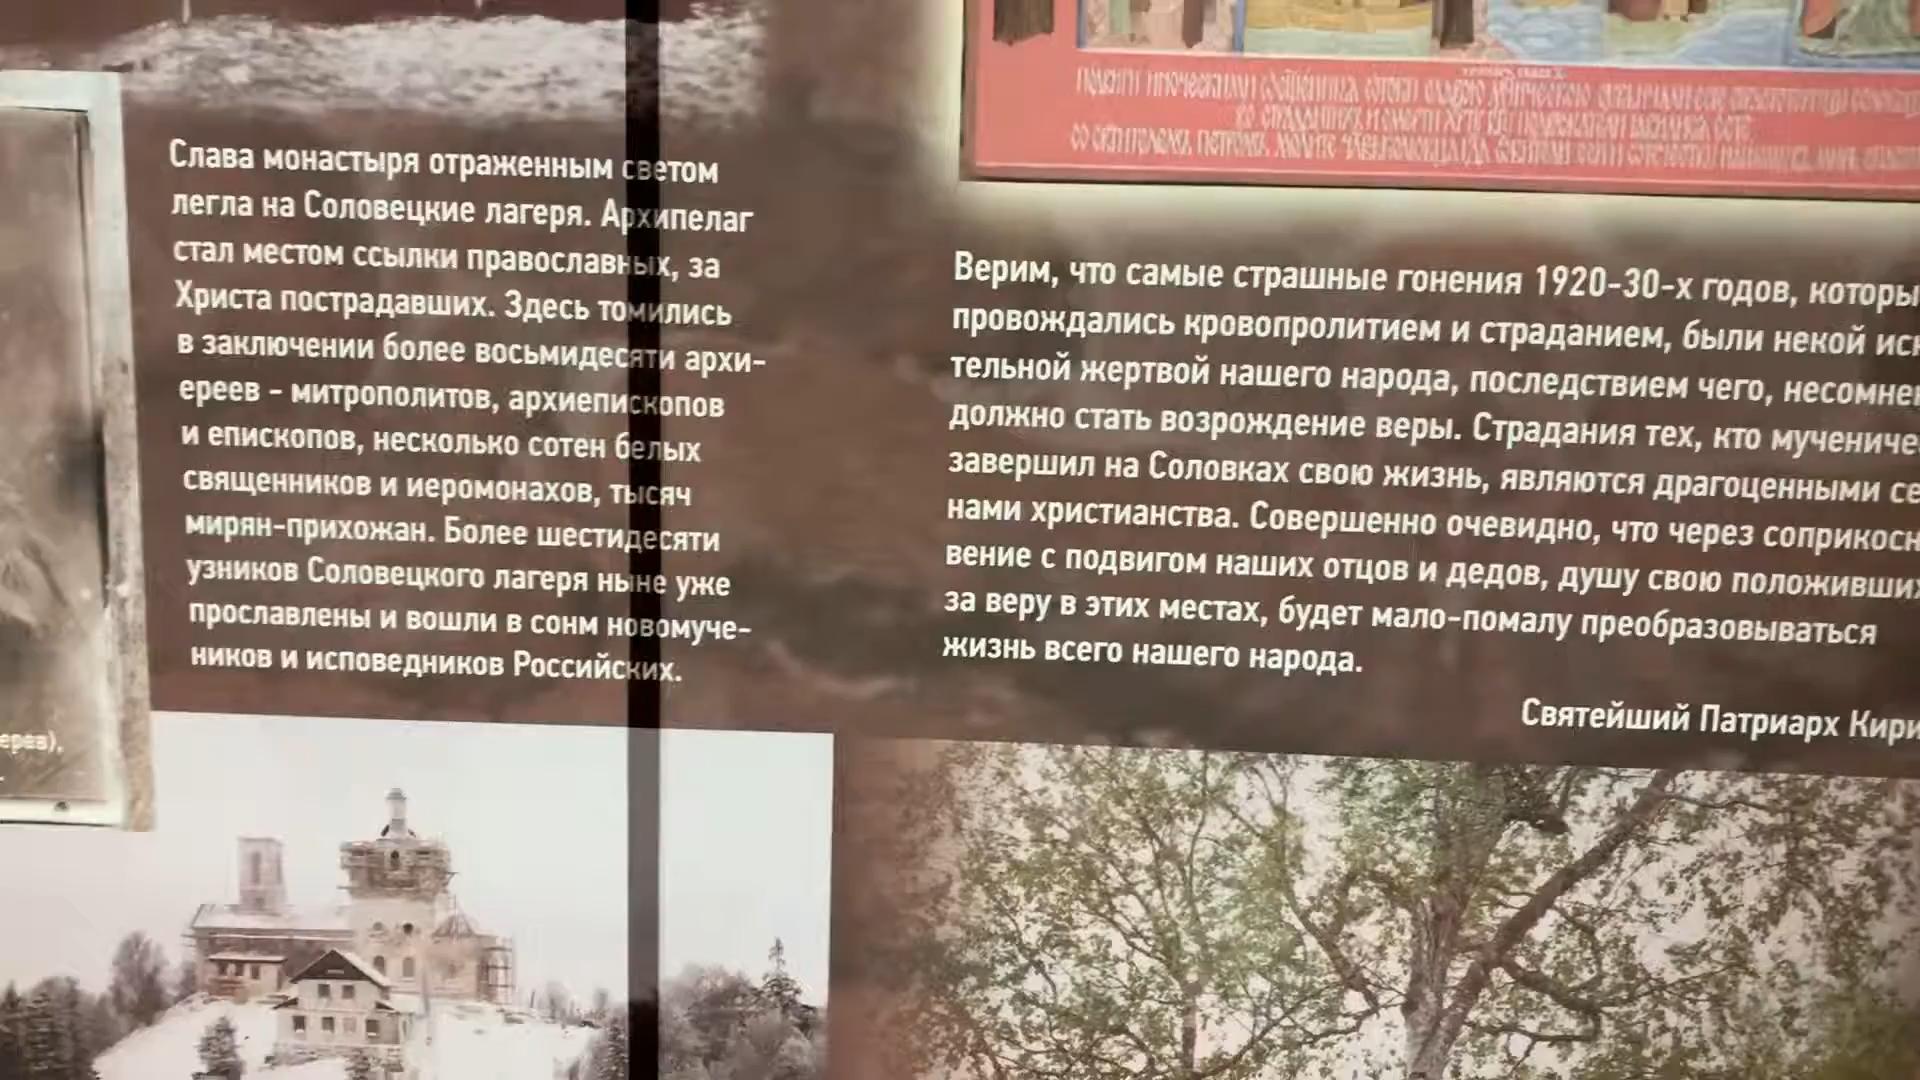 Слава монастыря отраженным светом
легла на Соловецкие лагеря. Архипелаг
стал местом ссылки православных, за
Христа пострадавших. Здесь томились
в заключении более восьмидесяти архи-
ереев - митрополитов, архиепископов
и епископов, несколько сотен белых
священников и иеромонахов, тысяч
мирян-прихожан. Более шестидесяти
узников Соловецкого лагеря ныне уже
прославлены и вошли в сонм новомуче-
ников и исповедников Российских.
Верим, что самые страшные гонения 1920-30-х годов, которы
провождались кровопролитием и страданием, были некой иск
тельной жертвой нашего народа, последствием чего, несомнен
должно стать возрождение веры. Страдания тех, кто мучениче
завершил на Соловках свою жизнь, являются драгоценными се
нами христианства. Совершенно очевидно, что через соприкосн
вение с подвигом наших отцов и дедов, душу свою положивших
за веру в этих местах, будет мало-помалу преобразовываться
жизнь всего нашего народа.
Святейший Патриарх Кири
ерев),